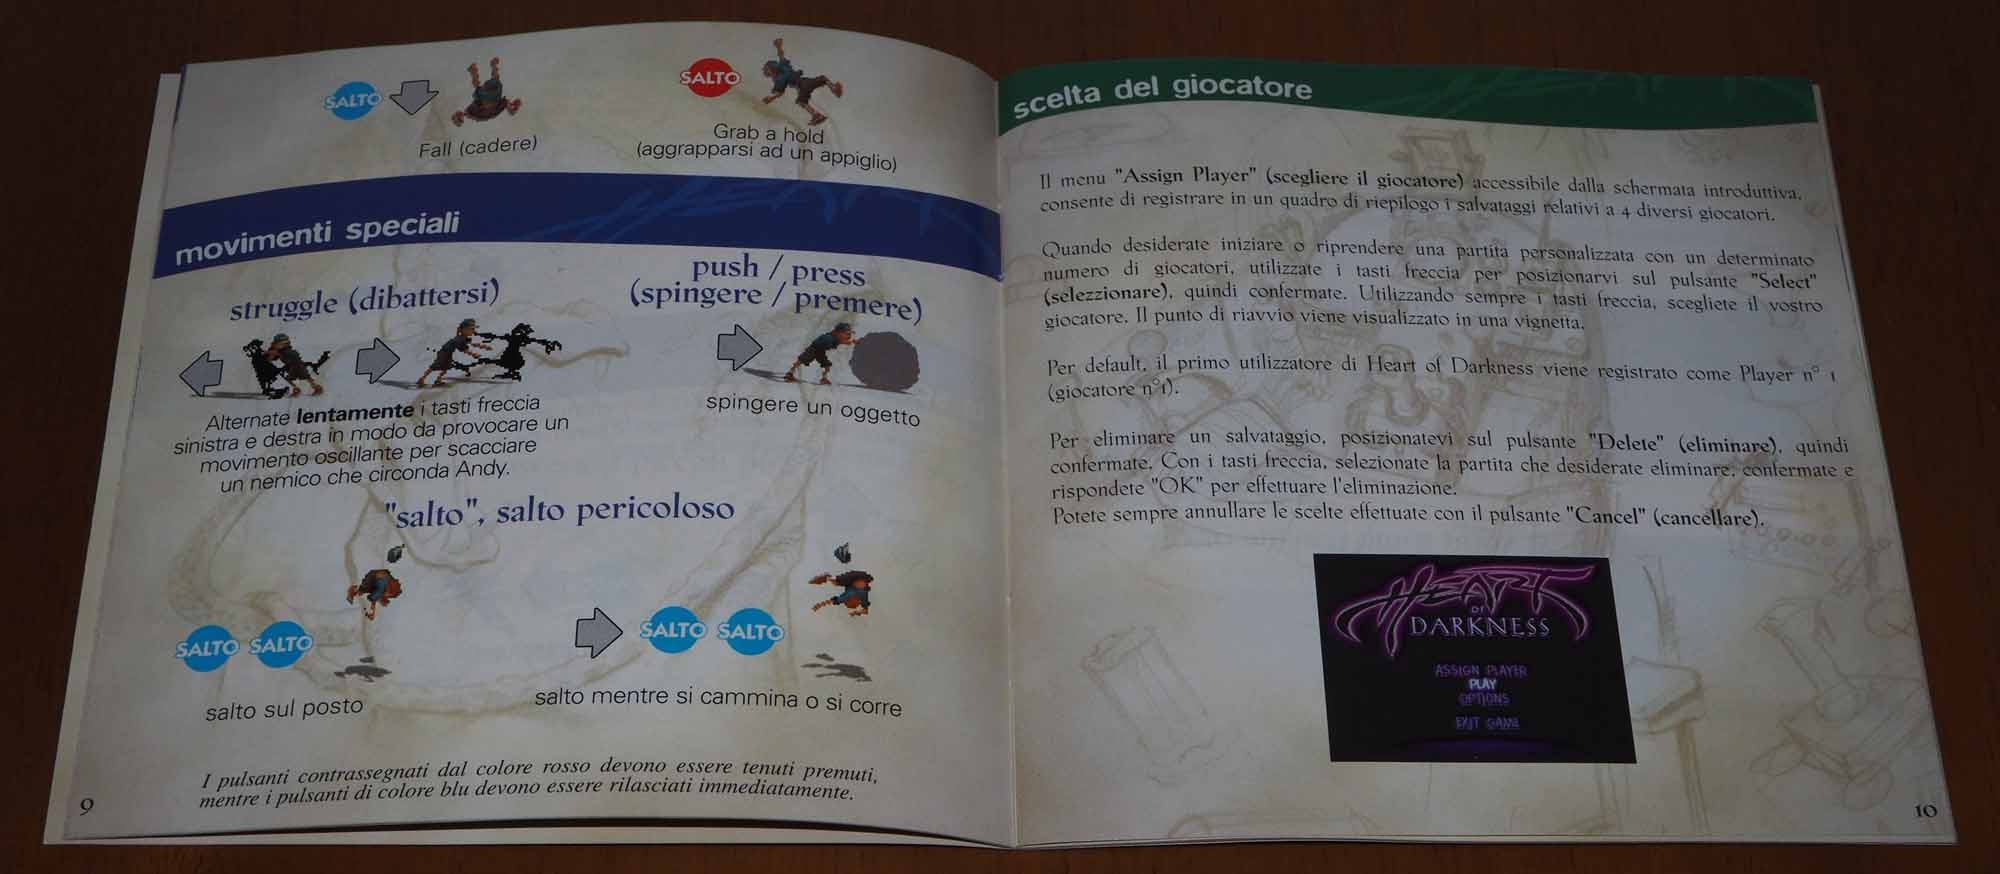 SALTO
Fall (cadere)
SALTO
Grab a hold
(aggrapparsi ad un appiglio)
movimenti speciali
struggle (dibattersi)
Alternate lentamente i tasti freccia
sinistra e destra in modo da provocare un
movimento oscillante per scacciare
un nemico che circonda Andy.
push / press
(spingere / premere)
spingere un oggetto
"salto", salto pericoloso
SALTO SALTO
salto sul posto
SALTO SALTO
salto mentre si cammina o si corre
I pulsanti contrassegnati dal colore rosso devono essere tenuti premuti,
mentre i pulsanti di colore blu devono essere rilasciati immediatamente.
9
scelta del giocatore
Il menu "Assign Player" (scegliere il giocatore) accessibile dalla schermata introduttiva,
consente di registrare in un quadro di riepilogo i salvataggi relativi a 4 diversi giocatori.
Quando desiderate iniziare o riprendere una partita personalizzata con un determinato
numero di giocatori, utilizzate i tasti freccia per posizionarvi sul pulsante "Select"
(selezzionare), quindi confermate. Utilizzando sempre i tasti freccia, scegliete il vostro
giocatore. Il punto di riavvio viene visualizzato in una vignetta.
Per default, il primo utilizzatore di Heart of Darkness viene registrato come Player n° 1
(giocatore n°1).
Per eliminare un salvataggio, posizionatevi sul pulsante "Delete" (eliminare), quindi
confermate. Con i tasti freccia, selezionate la partita che desiderate eliminare, confermate e
rispondete "OK" per effettuare l'eliminazione.
Potete sempre annullare le scelte effettuate con il pulsante "Cancel" (cancellare).
HEART
OF
DARKNESS
ASSIGN PLAYER
PLAY
OPTIONS
EXIT GAME
10